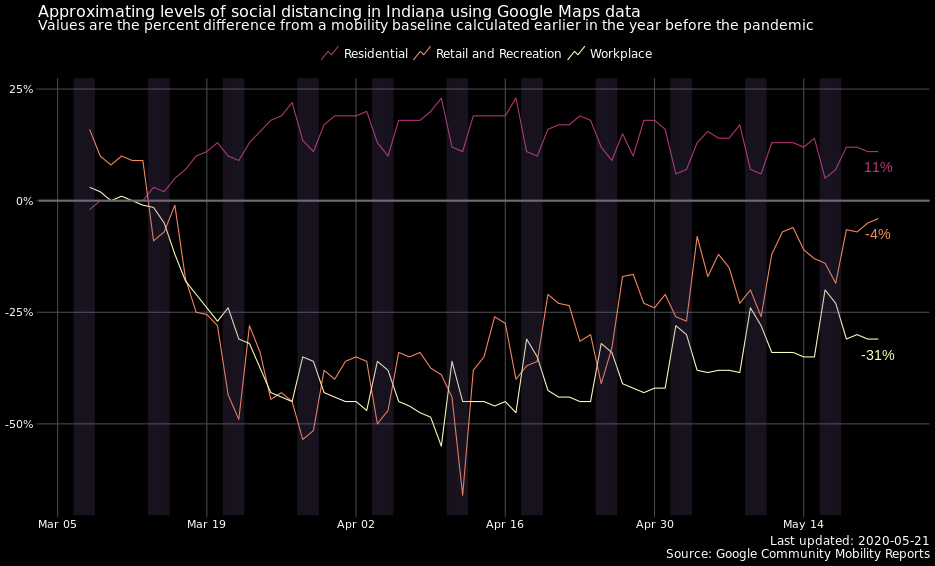 Approximating levels of social distancing in Indiana using Google Maps data
Values are the percent difference from a mobility baseline calculated earlier in the year before the pandemic
Residential Retail and Recreation Workplace
25%
0%
-25%
-50%
11%
-4%
-31%
Mar 05 Mar 19 Apr 02 Apr 16 Apr 30 May 14
Last updated: 2020-05-21
Source: Google Community Mobility Reports